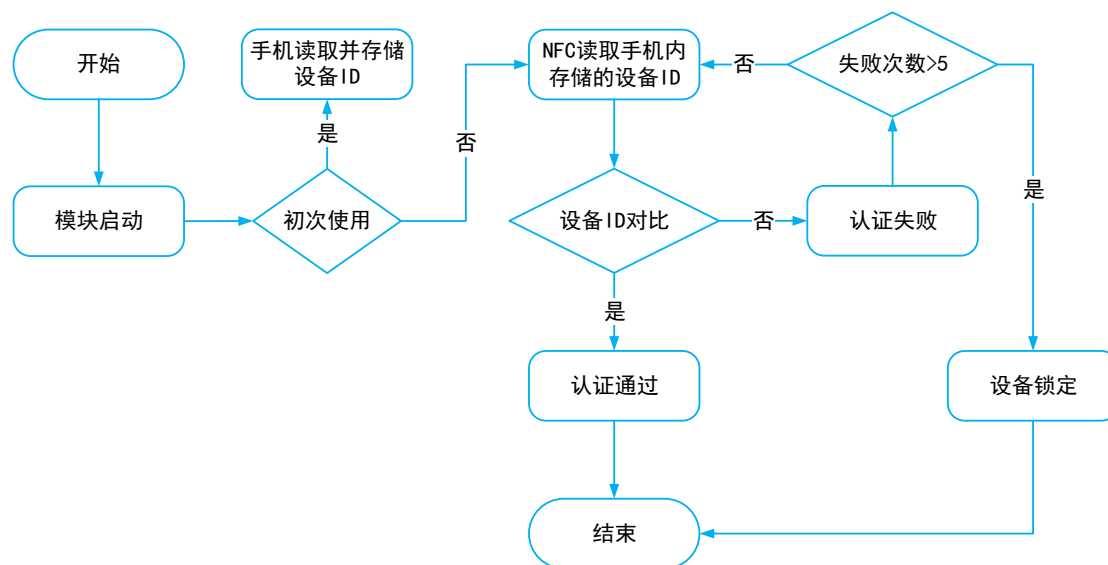 开始
手机读取并存储
设备ID
NFC读取手机内
存储的设备ID
否
失败次数>5
是
否
是
模块启动
初次使用
设备ID对比
否
认证失败
是
认证通过
设备锁定
结束